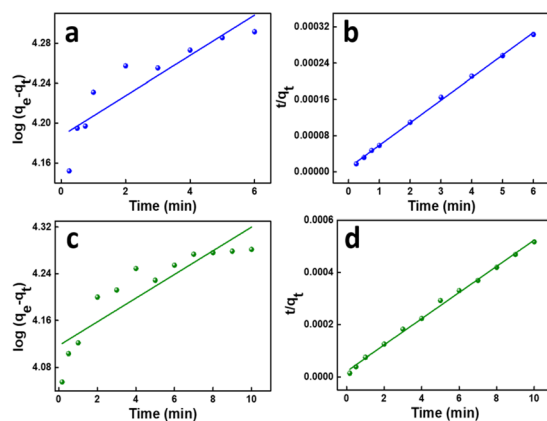 a
log (qe-qt)
4.28
4.24
4.20
4.16
0 2 4 6
Time (min)
b
t/qt
0.00032
0.00024
0.00016
0.00008
0.00000
0 1 2 3 4 5 6
Time (min)
c
log (qe-qt)
4.32
4.24
4.16
4.08
0 2 4 6 8 10
Time (min)
d
t/qt
0.0006
0.0004
0.0002
0.0000
0 2 4 6 8 10
Time (min)